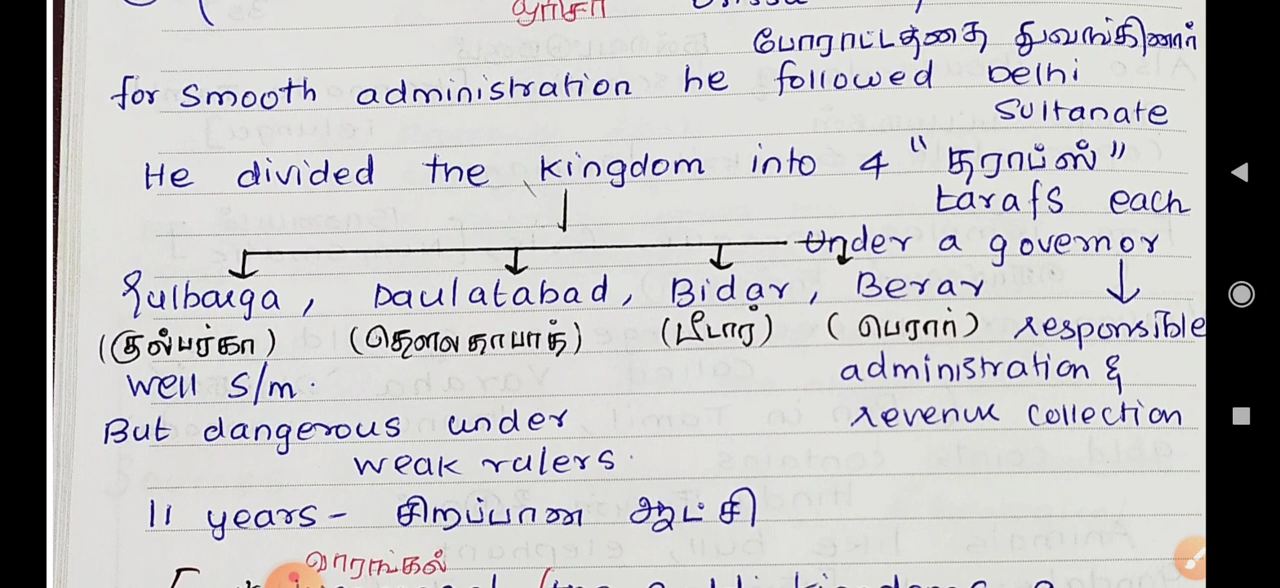 போராட்டத்தை துவங்கினார்
for smooth administration he followed Delhi
Sultanate
He divided the kingdom into 4 "தராப்ஸ்"
tarafs each
under a governor
Gulbarga, Daulatabad, Bidar, Berar
(குல்பர்கா) (தௌலதாபாத்) (பீடார்) (பெரார்) responsible
well s/m. administration &
But dangerous under revenue collection
weak rulers.
11 years - சிறப்பான ஆட்சி
வாரங்கல்